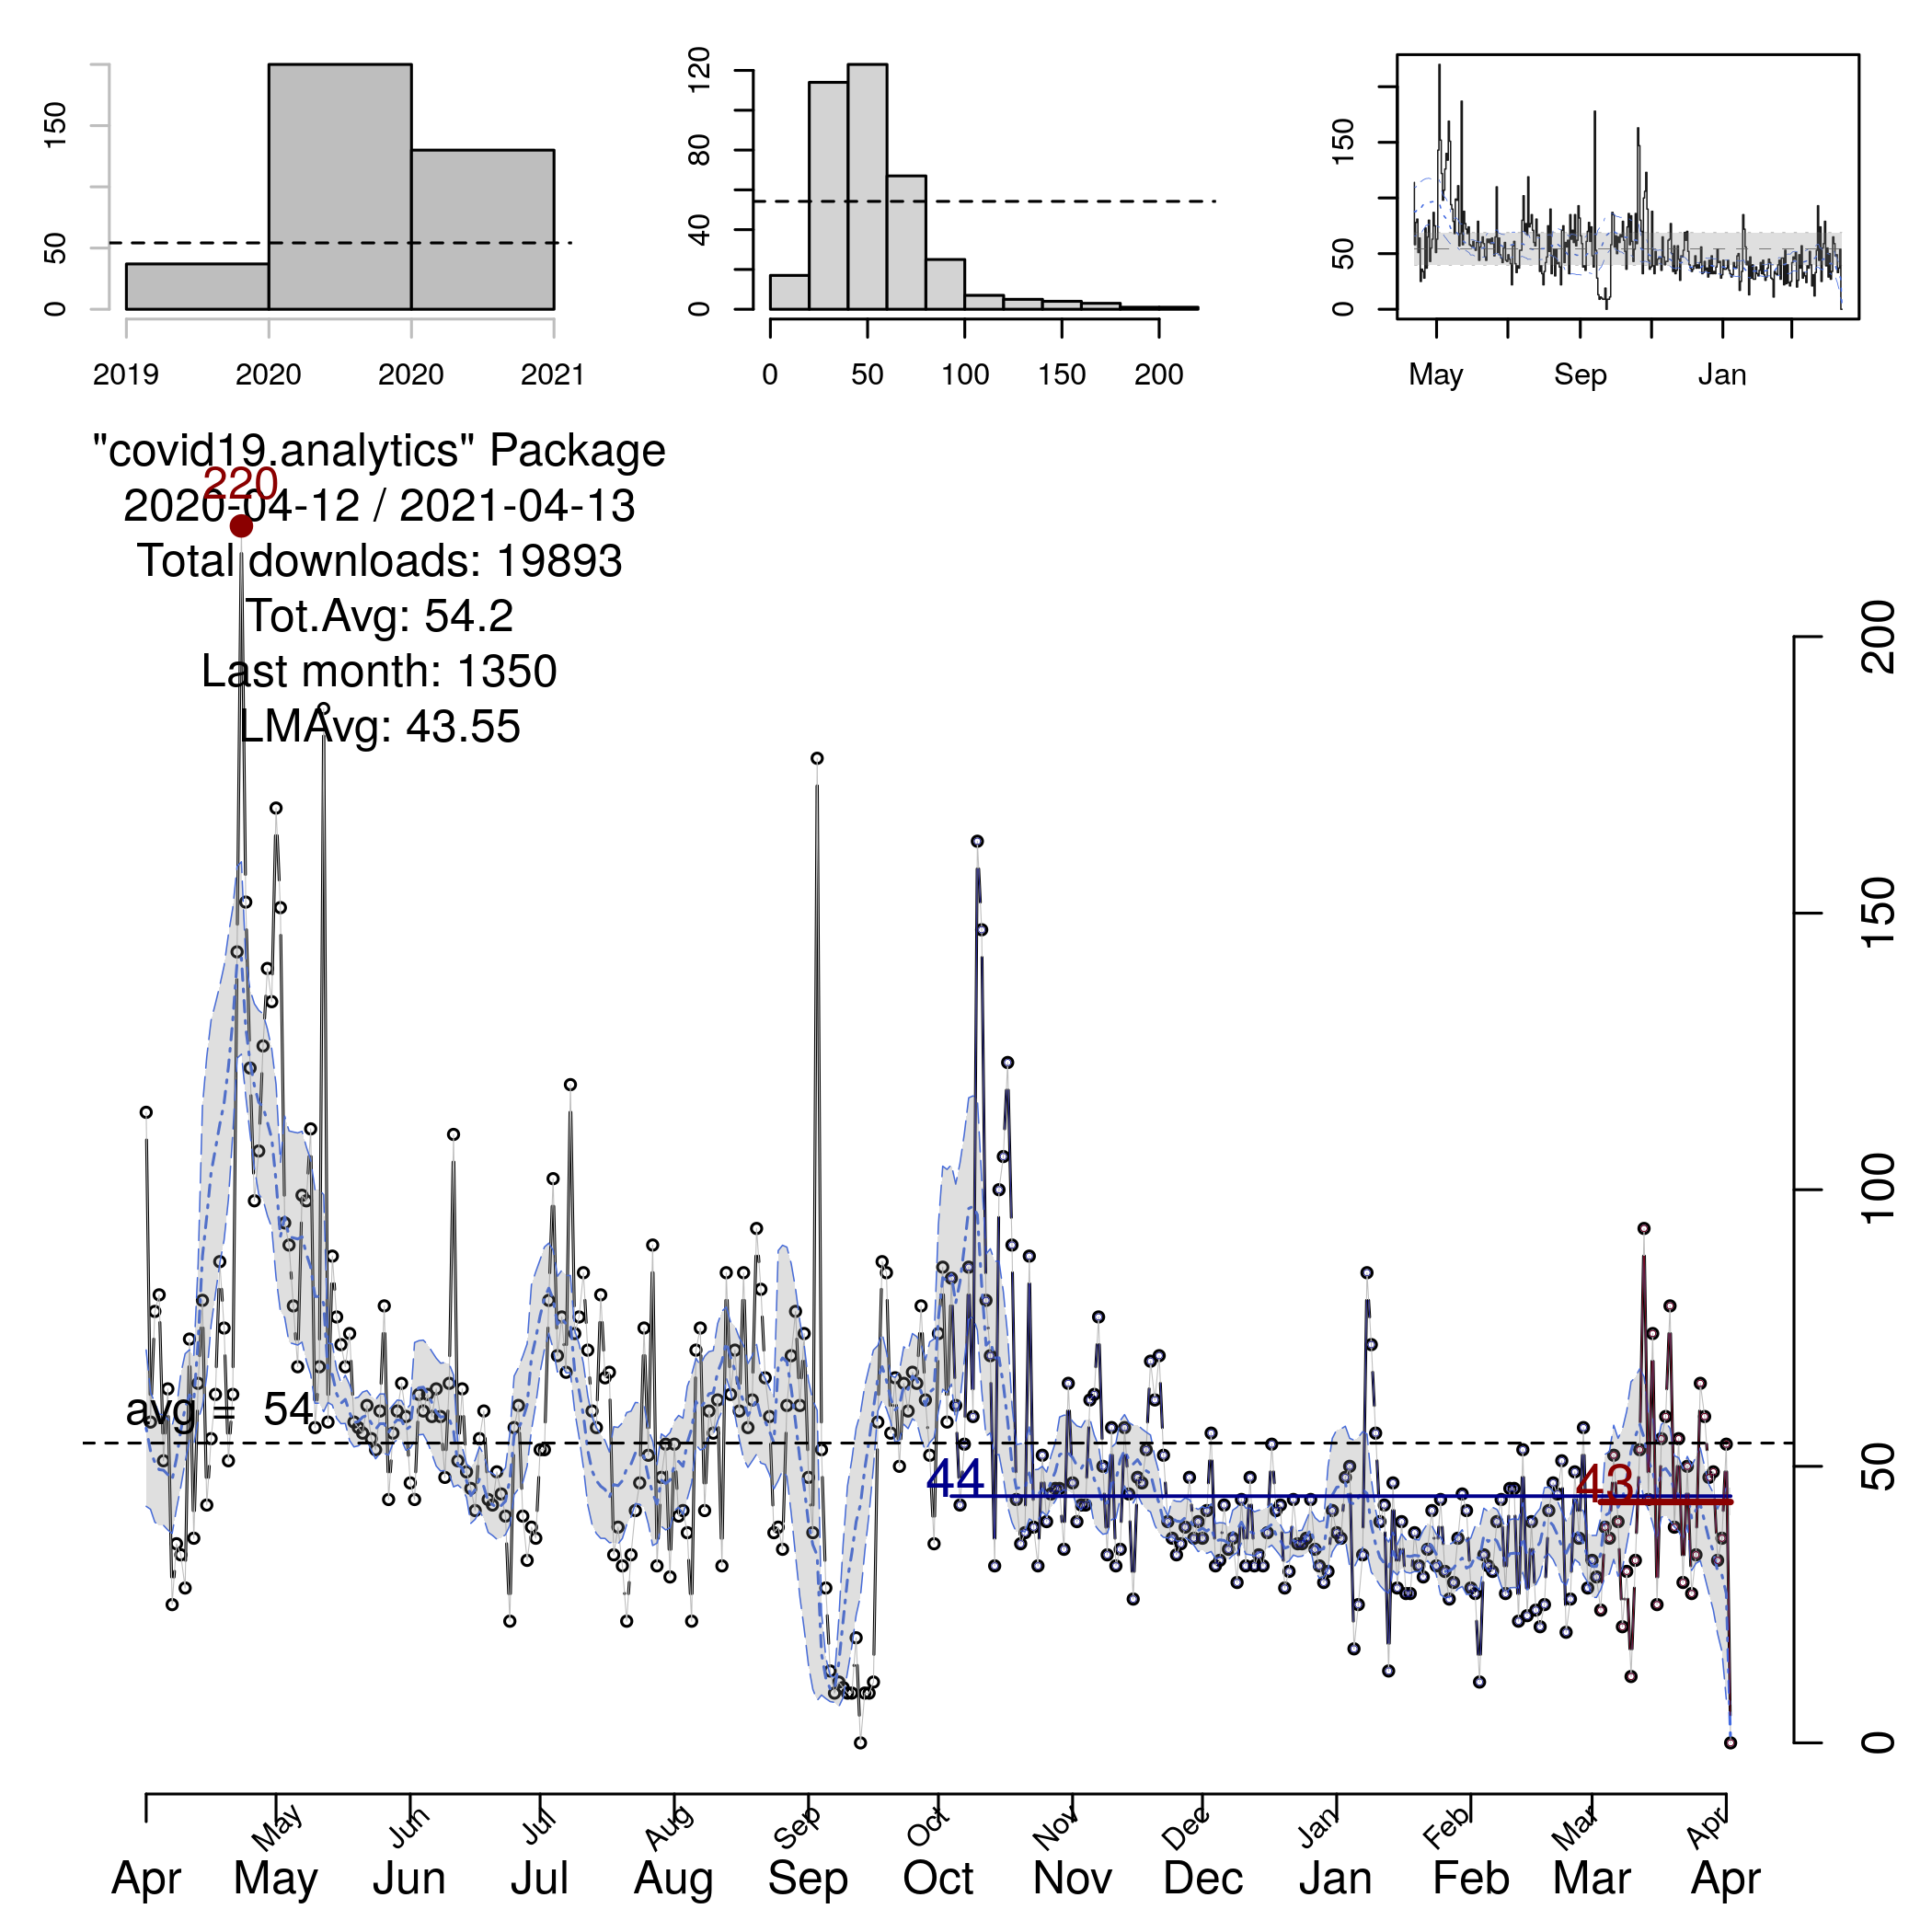 0 50 150
2019 2020 2020 2021
0 40 80 120
0 50 100 150 200
0 50 150
May Sep Jan
"covid19.analytics" Package
220
2020-04-12 / 2021-04-13
Total downloads: 19893
Tot.Avg: 54.2
Last month: 1350
LMAvg: 43.55
avg = 54
44
43
0 50 100 150 200
May Jun Jul Aug Sep Oct Nov Dec Jan Feb Mar Apr
Apr May Jun Jul Aug Sep Oct Nov Dec Jan Feb Mar Apr